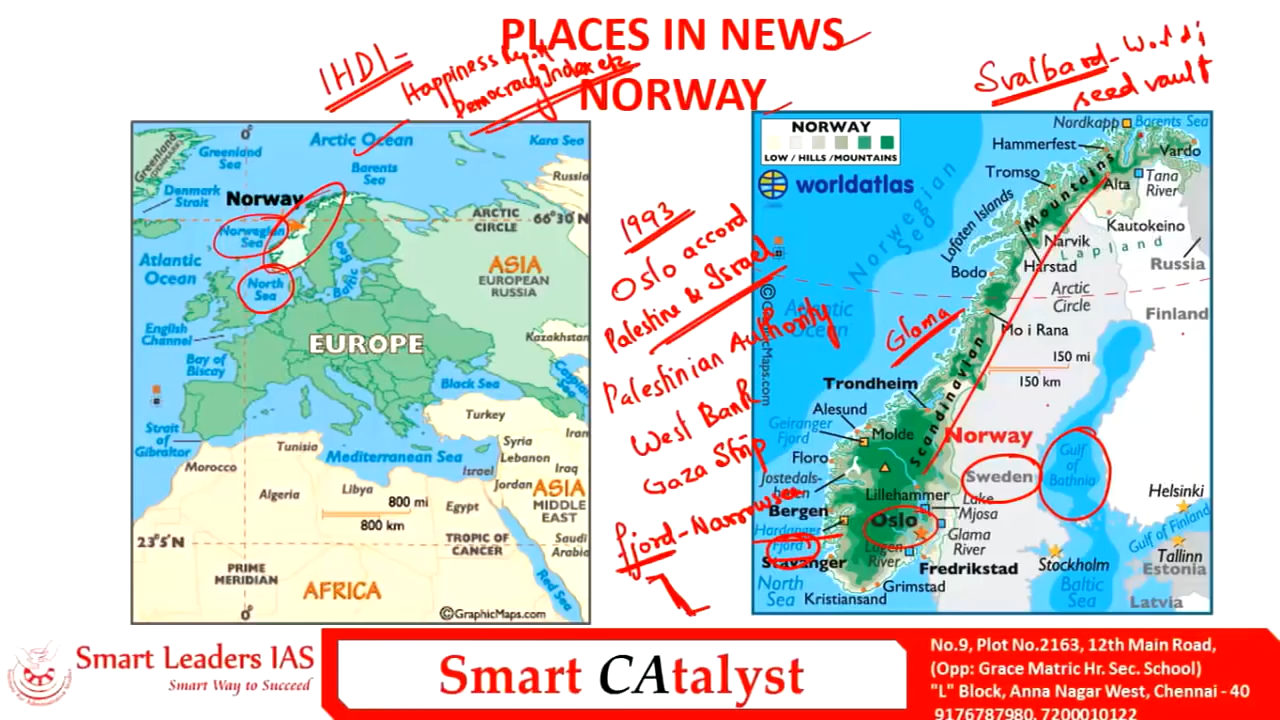 PLACES IN NEWS
NORWAY
IHDI -
Happiness
Democracy Index etc
Svalbard - World's
seed vault
1993
Oslo accord
Palestine & Israel
Palestinian Authority
West Bank
Gaza Strip
Fjord - Narrow sea
Glama
Greenland
(DENMARK)
Greenland
Sea
Arctic Ocean
Barents
Sea
Kara Sea
Russia
Denmark
Strait
Norway
Norwegian
Sea
ARCTIC
CIRCLE
66°30'N
Atlantic
Ocean
North
Sea
Baltic
Sea
ASIA
EUROPEAN
RUSSIA
English
Channel
Bay of
Biscay
EUROPE
Kazakhstan
Caspian
Sea
Black Sea
Strait
of
Gibraltar
Turkey
Tunisia
Mediterranean Sea
Syria
Lebanon
Iran
Iraq
Israel
Jordan
Morocco
Algeria
Libya
Egypt
ASIA
MIDDLE
EAST
800 mi
800 km
23°5'N
TROPIC OF
CANCER
Saudi
Arabia
PRIME
MERIDIAN
AFRICA
Red Sea
0°
0°
©GraphicMaps.com
NORWAY
LOW / HILLS / MOUNTAINS
worldatlas
Nordkapp
Barents Sea
Hammerfest
Vardo
Tromso
Alta
Tana
River
Norwegian
Sea
Lofoten Islands
Mountains
Kautokeino
Narvik
Lapland
Harstad
Russia
Bodo
Arctic
Circle
Atlantic
Ocean
©GraphicMaps.com
Mo i Rana
Finland
150 mi
150 km
Trondheim
Scandinavian
Alesund
Geiranger
Fjord
Molde
Norway
Floro
Sweden
Gulf
of
Bothnia
Jostedals-
breen
Lillehammer
Lake
Mjosa
Helsinki
Bergen
Oslo
Hardanger
Fjord
Glama
River
Gulf of Finland
Lagen
River
Tallinn
Stavanger
Fredrikstad
Stockholm
Estonia
North
Sea
Grimstad
Kristiansand
Baltic
Sea
Latvia
Smart Leaders IAS
Smart Way to Succeed
Smart CAtalyst
No.9, Plot No.2163, 12th Main Road,
(Opp: Grace Matric Hr. Sec. School)
"L" Block, Anna Nagar West, Chennai - 40
9176787980, 7200010122